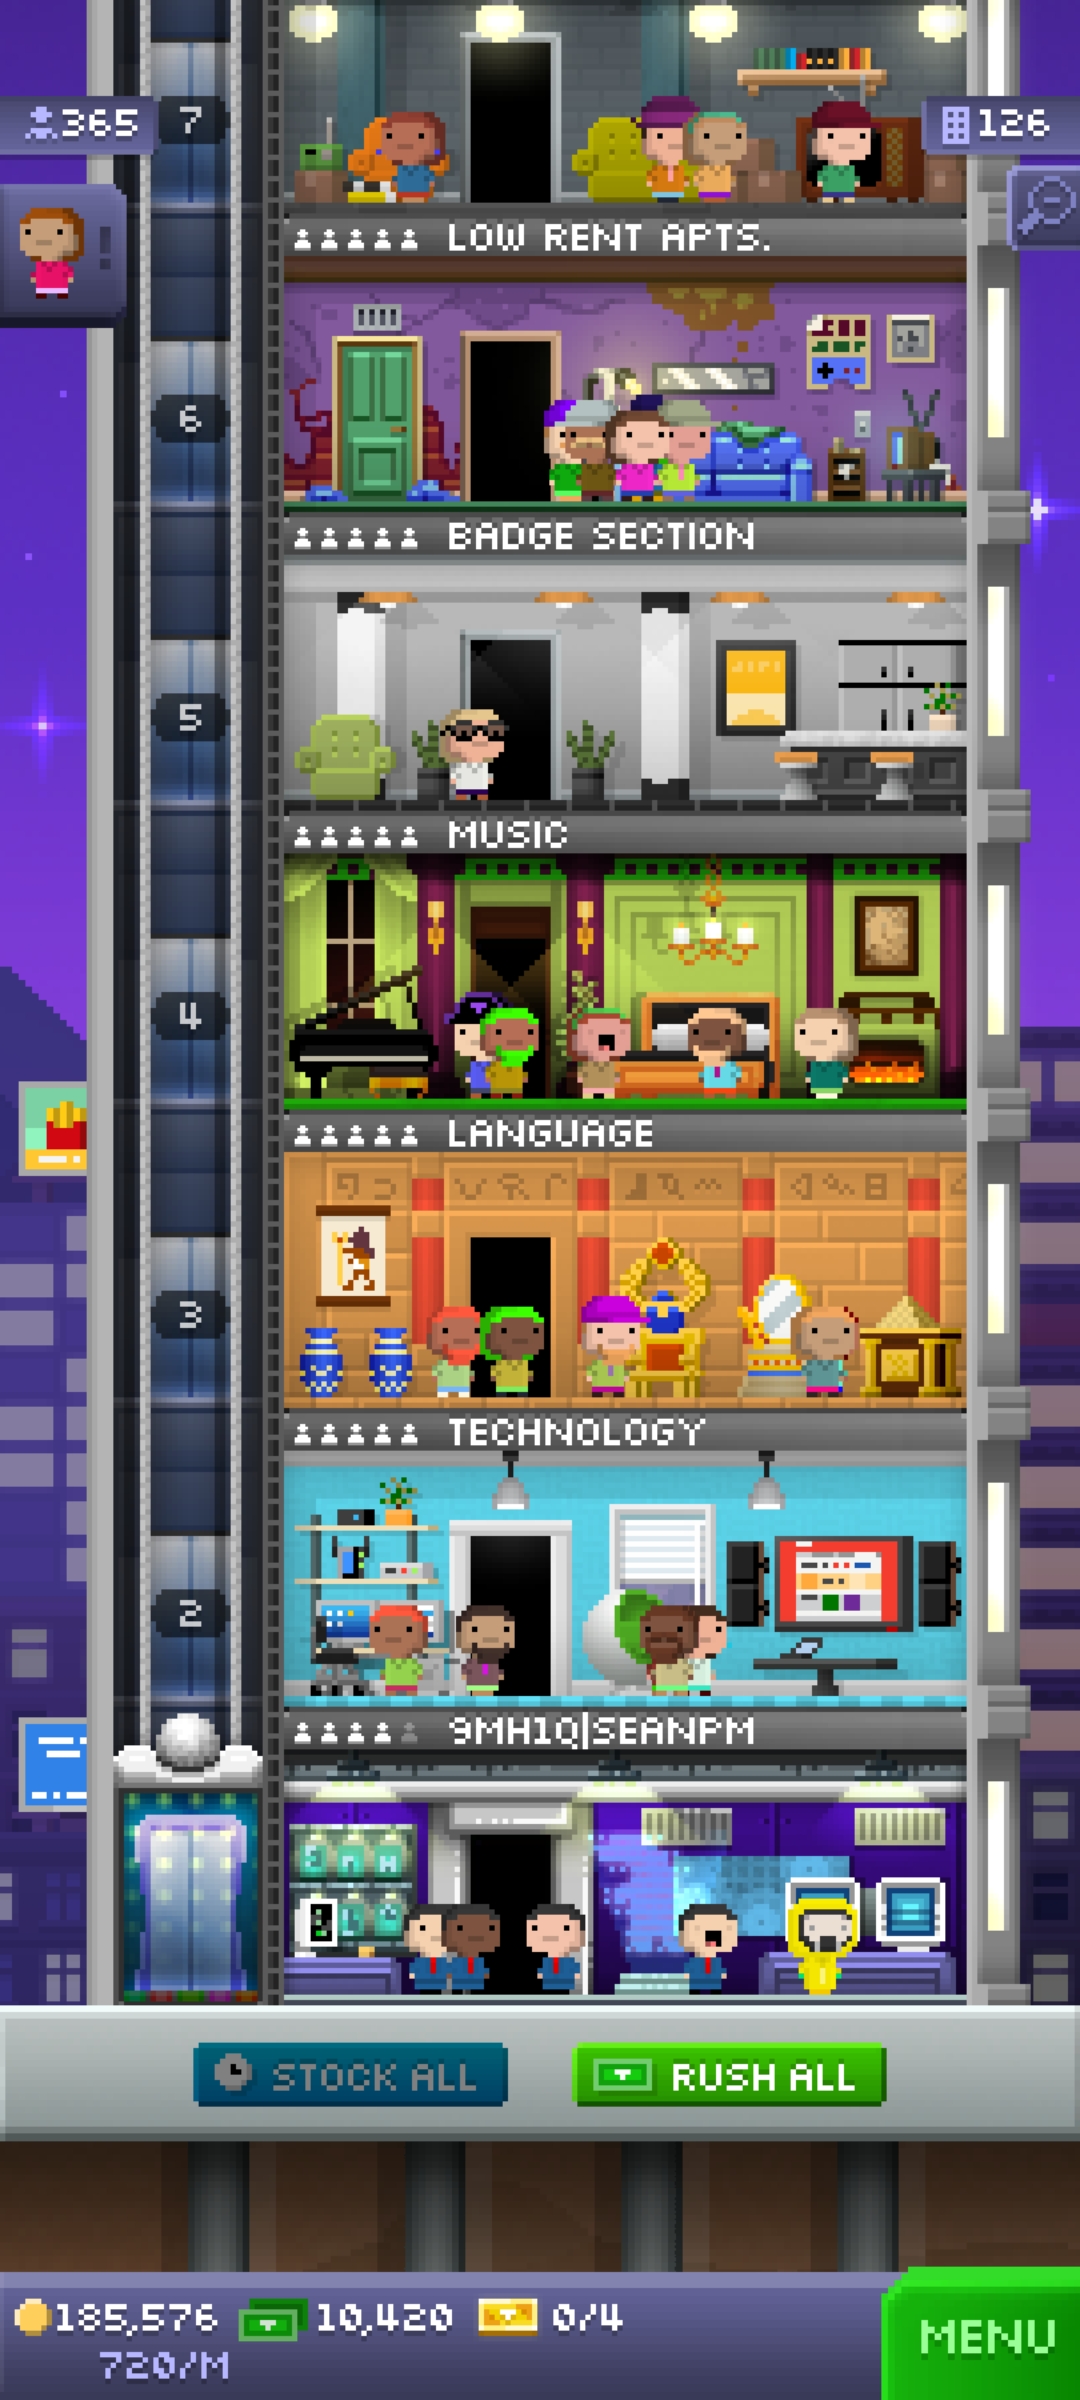 365
7
126
LOW RENT APTS.
6
BADGE SECTION
5
MUSIC
4
LANGUAGE
3
TECHNOLOGY
2
9MH1Q|SEANPM
STOCK ALL
RUSH ALL
185,576
10,420
0/4
720/M
MENU